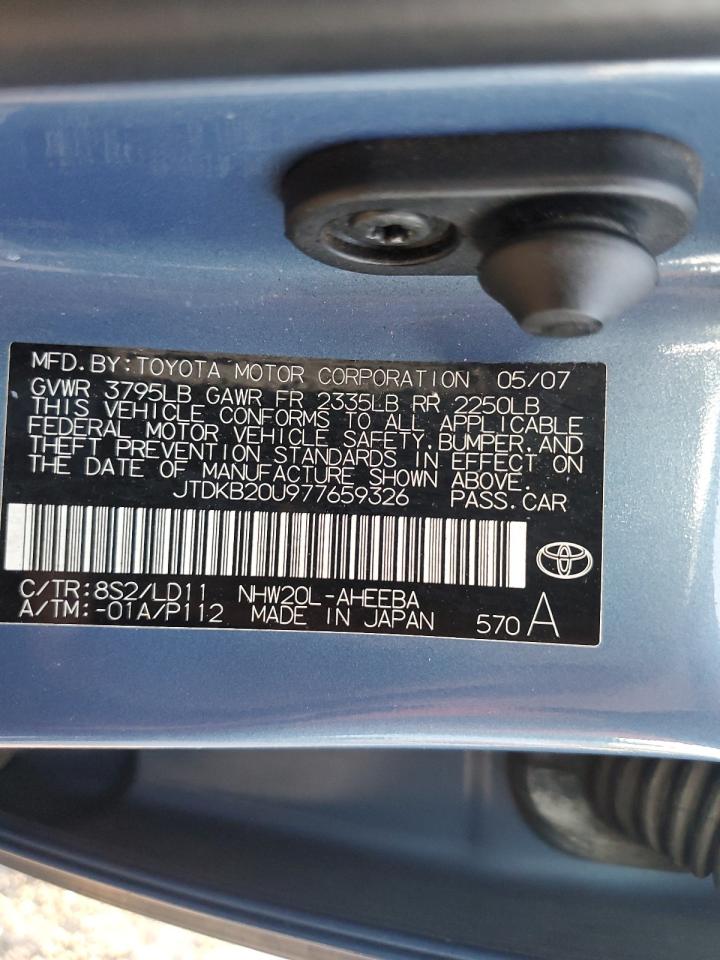 MFD.BY:TOYOTA MOTOR CORPORATION 05/07
GVWR 3795LB GAWR FR 2335LB RR 2250LB
THIS VEHICLE CONFORMS TO ALL APPLICABLE
FEDERAL MOTOR VEHICLE SAFETY,BUMPER,AND
THEFT PREVENTION STANDARDS IN EFFECT ON
THE DATE OF MANUFACTURE SHOWN ABOVE.
JTDKB20U977659326 PASS.CAR
C/TR:8S2/LD11 NHW20L-AHEEBA
A/TM:-01A/P112 MADE IN JAPAN 570 A